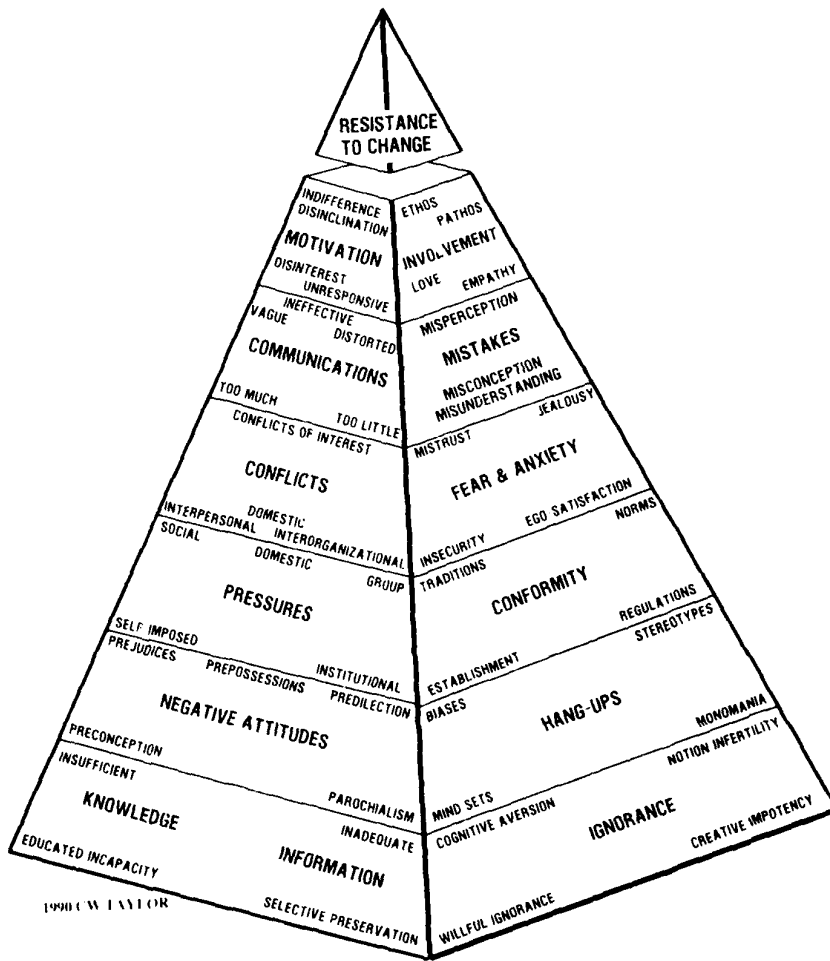 RESISTANCE
TO CHANGE
INDIFFERENCE
DISINCLINATION
MOTIVATION
DISINTEREST
UNRESPONSIVE
INEFFECTIVE
VAGUE
DISTORTED
COMMUNICATIONS
TOO MUCH
TOO LITTLE
CONFLICTS OF INTEREST
CONFLICTS
DOMESTIC
INTERPERSONAL
INTERORGANIZATIONAL
SOCIAL
DOMESTIC
GROUP
PRESSURES
SELF IMPOSED
INSTITUTIONAL
PREJUDICES
PREPOSSESSIONS
PREDILECTION
NEGATIVE ATTITUDES
PRECONCEPTION
PAROCHIALISM
INSUFFICIENT
INADEQUATE
KNOWLEDGE
INFORMATION
EDUCATED INCAPACITY
SELECTIVE PRESERVATION
ETHOS
PATHOS
INVOLVEMENT
LOVE
EMPATHY
MISPERCEPTION
MISTAKES
MISCONCEPTION
MISUNDERSTANDING
JEALOUSY
MISTRUST
FEAR & ANXIETY
EGO SATISFACTION
INSECURITY
NORMS
TRADITIONS
CONFORMITY
REGULATIONS
ESTABLISHMENT
STEREOTYPES
BIASES
HANG-UPS
MONOMANIA
MIND SETS
NOTION INFERTILITY
COGNITIVE AVERSION
IGNORANCE
CREATIVE IMPOTENCY
WILLFUL IGNORANCE
1990 CW TAYLOR